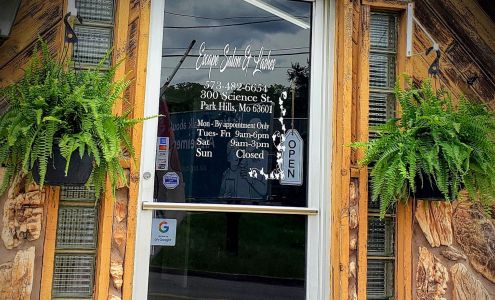 Escape Salon & Lashes
573-482-6654
300 Science St.
Park Hills, Mo 63601
Mon - By appointment Only
Tues- Fri 9am-6pm
Sat 9am-3pm
Sun Closed
OPEN
Google